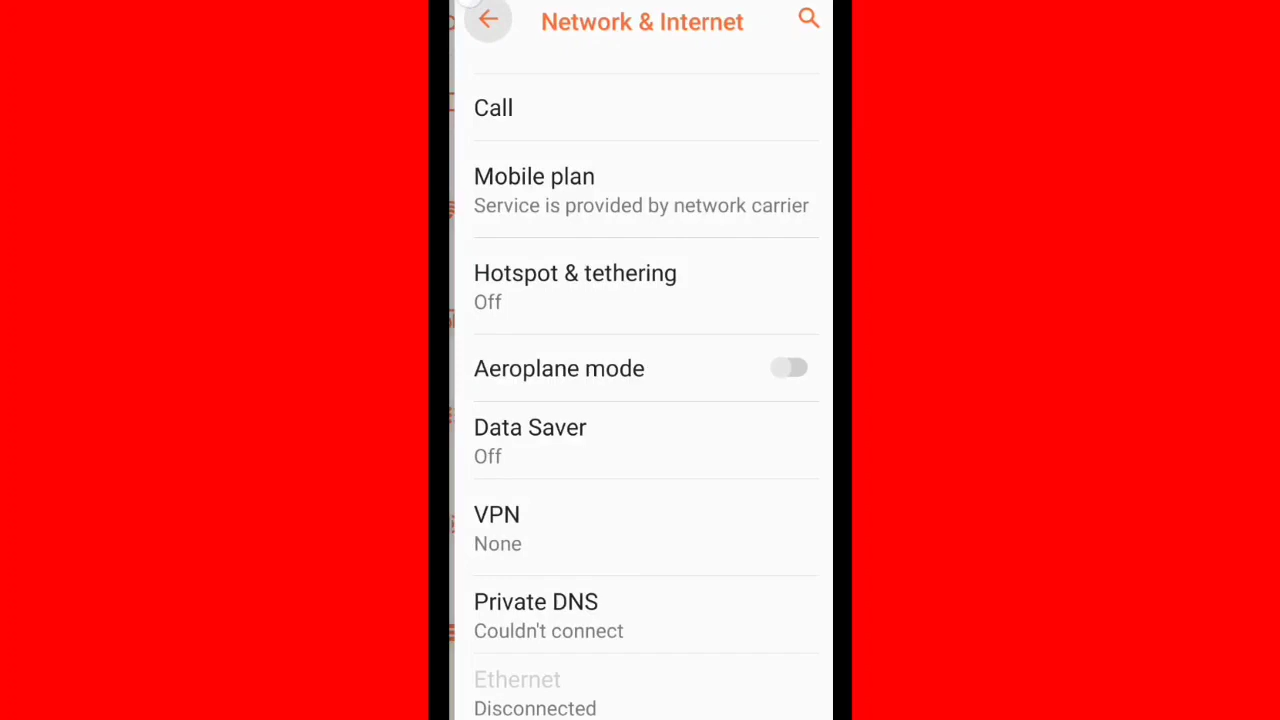 Network & Internet
Call
Mobile plan
Service is provided by network carrier
Hotspot & tethering
Off
Aeroplane mode
Data Saver
Off
VPN
None
Private DNS
Couldn't connect
Ethernet
Disconnected